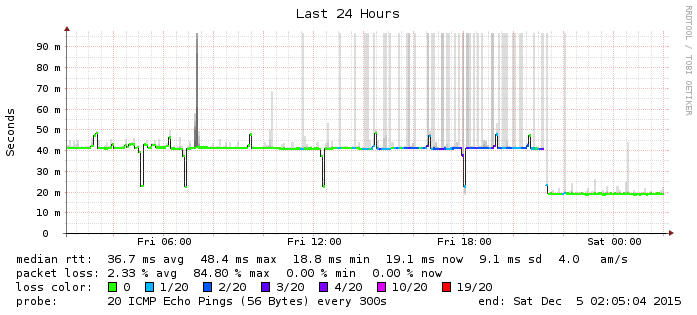 Last 24 Hours
RRDTOOL / TOBI OETIKER
Seconds
90 m
80 m
70 m
60 m
50 m
40 m
30 m
20 m
10 m
0
Fri 06:00 Fri 12:00 Fri 18:00 Sat 00:00
median rtt: 36.7 ms avg 48.4 ms max 18.8 ms min 19.1 ms now 9.1 ms sd 4.0 am/s
packet loss: 2.33 % avg 84.80 % max 0.00 % min 0.00 % now
loss color: 0 1/20 2/20 3/20 4/20 10/20 19/20
probe: 20 ICMP Echo Pings (56 Bytes) every 300s end: Sat Dec 5 02:05:04 2015